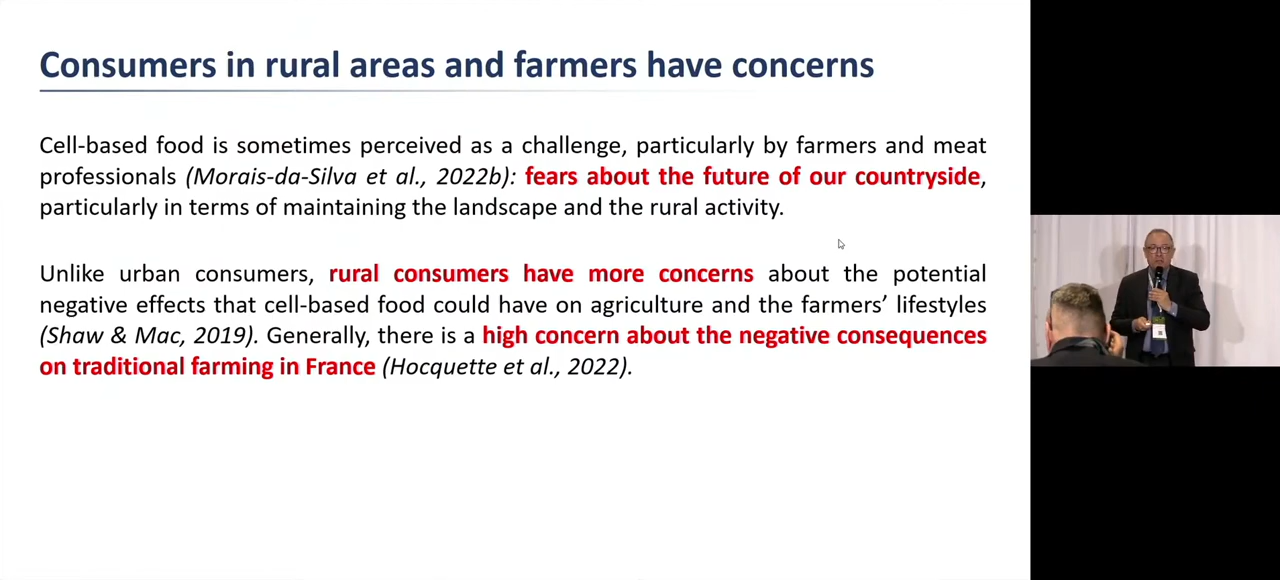 Consumers in rural areas and farmers have concerns
Cell-based food is sometimes perceived as a challenge, particularly by farmers and meat
professionals (Morais-da-Silva et al., 2022b): fears about the future of our countryside,
particularly in terms of maintaining the landscape and the rural activity.
Unlike urban consumers, rural consumers have more concerns about the potential
negative effects that cell-based food could have on agriculture and the farmers’ lifestyles
(Shaw & Mac, 2019). Generally, there is a high concern about the negative consequences
on traditional farming in France (Hocquette et al., 2022).